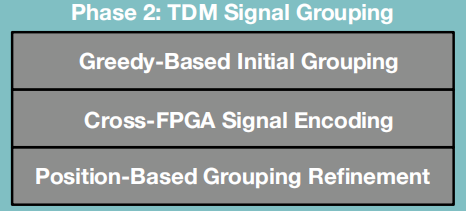 Phase 2: TDM Signal Grouping
Greedy-Based Initial Grouping
Cross-FPGA Signal Encoding
Position-Based Grouping Refinement